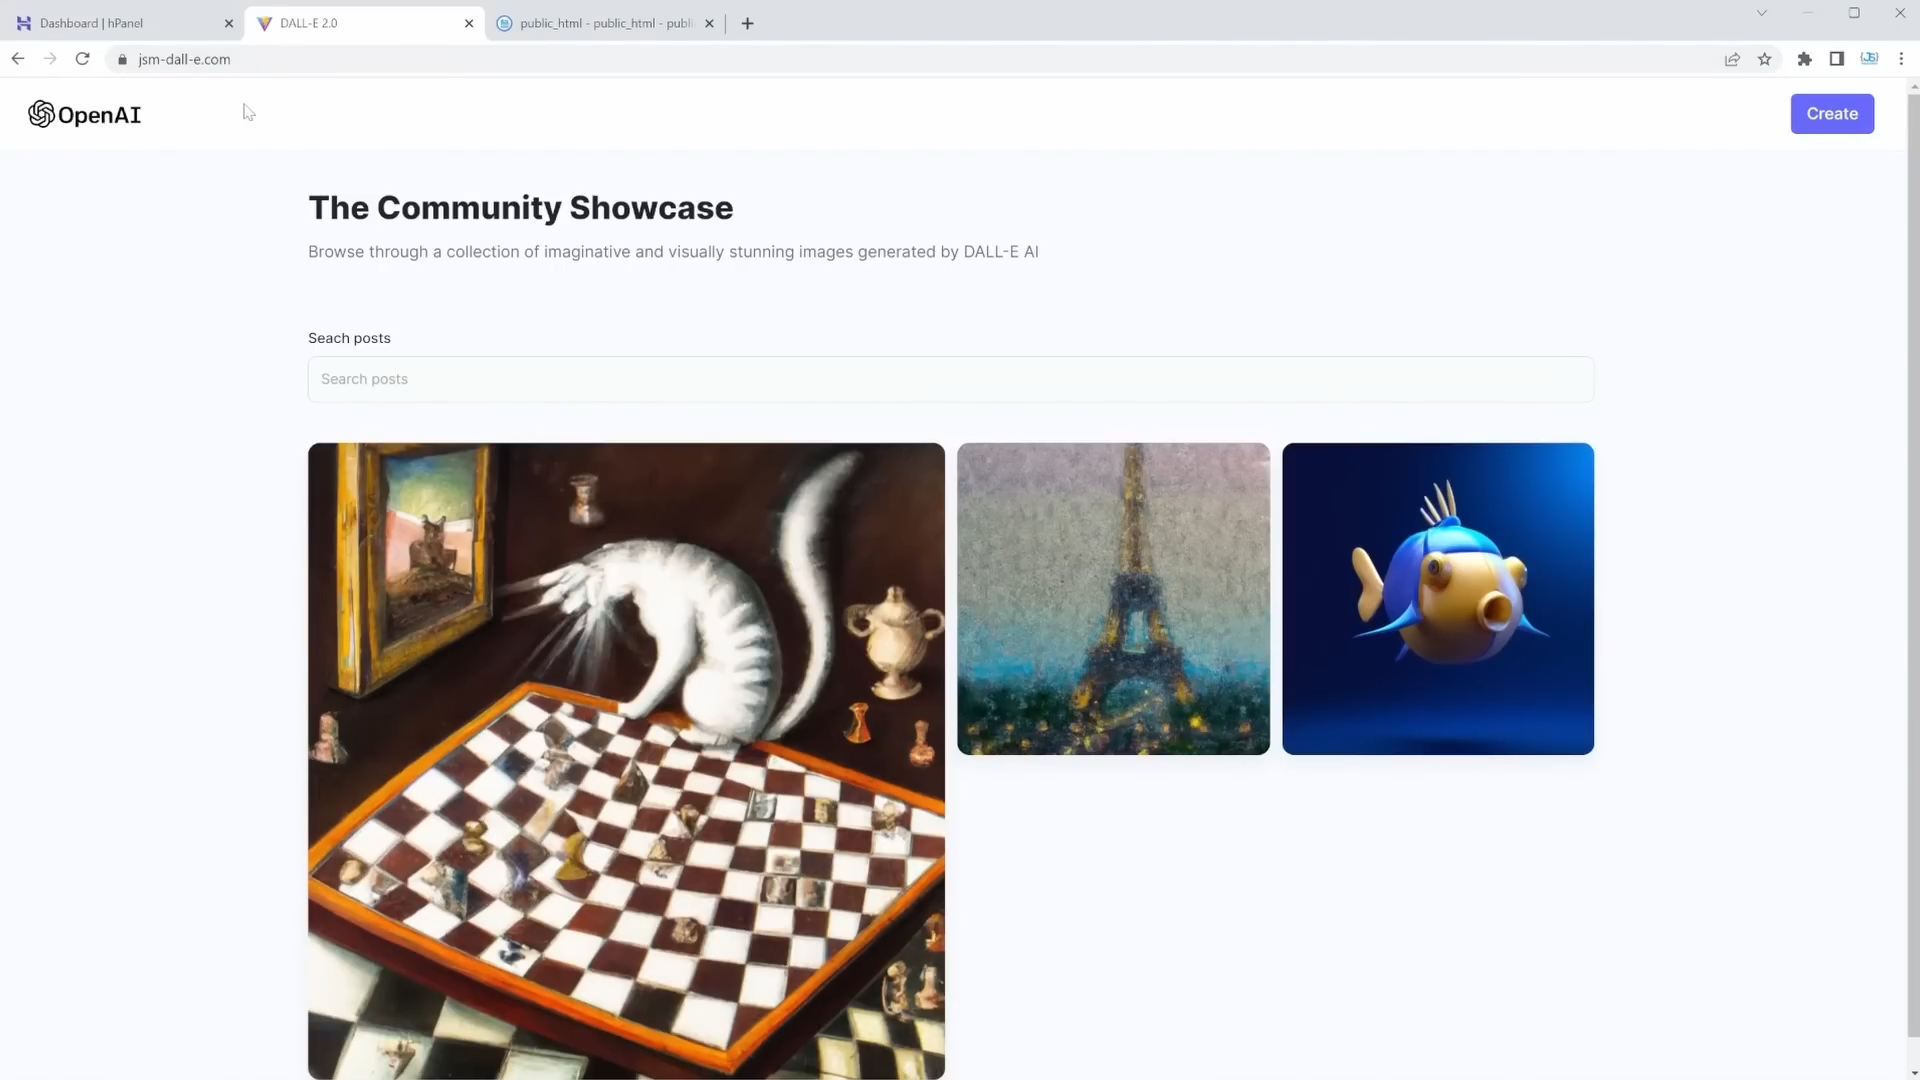 Dashboard | hPanel
DALL-E 2.0
public_html - public_html - publi
jsm-dall-e.com
OpenAI
Create
The Community Showcase
Browse through a collection of imaginative and visually stunning images generated by DALL-E AI
Seach posts
Search posts